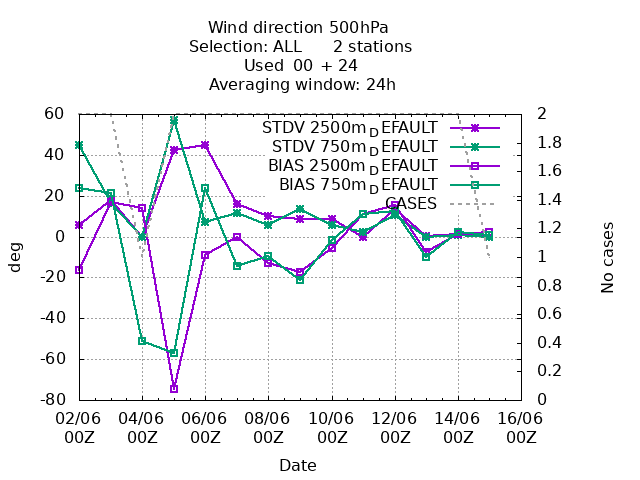 Wind direction 500hPa
Selection: ALL 2 stations
Used 00 + 24
Averaging window: 24h
60 2
STDV 2500m_DEFAULT
1.8
40 STDV 750m_DEFAULT
1.6
BIAS 2500m_DEFAULT
20 BIAS 750m_DEFAULT
1.4
CASES
0 1.2
deg
No cases
-20 1
0.8
-40 0.6
0.4
-60
0.2
-80 0
02/06 04/06 06/06 08/06 10/06 12/06 14/06 16/06
00Z 00Z 00Z 00Z 00Z 00Z 00Z 00Z
Date